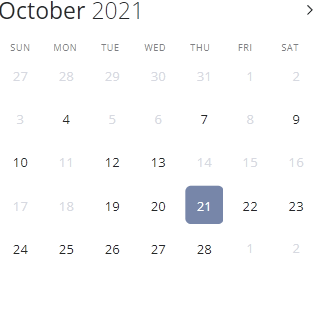 October 2021 >
SUN MON TUE WED THU FRI SAT
27 28 29 30 31 1 2
3 4 5 6 7 8 9
10 11 12 13 14 15 16
17 18 19 20 21 22 23
24 25 26 27 28 1 2